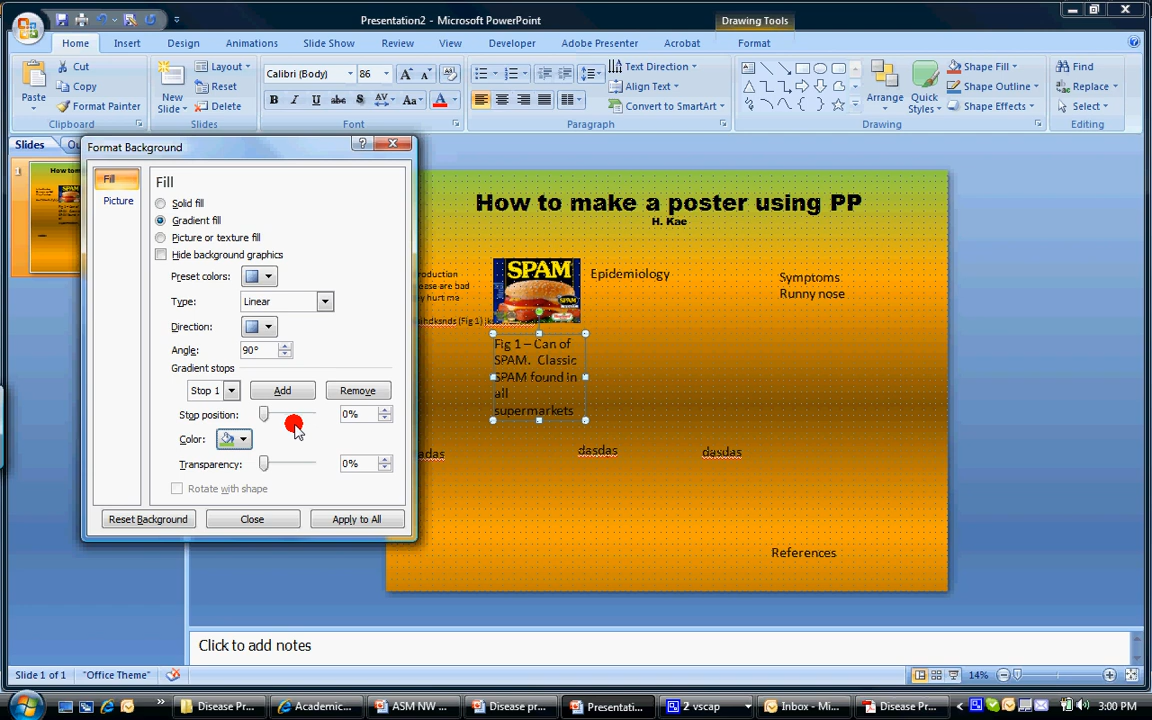 Presentation2 - Microsoft PowerPoint
Drawing Tools
Home
Insert
Design
Animations
Slide Show
Review
View
Developer
Adobe Presenter
Acrobat
Format
Paste
Cut
Copy
Format Painter
Clipboard
New
Slide
Layout
Reset
Delete
Slides
Calibri (Body)
86
B I U abc S AV Aa A
Font
Text Direction
Align Text
Convert to SmartArt
Paragraph
Arrange
Quick
Styles
Shape Fill
Shape Outline
Shape Effects
Drawing
Find
Replace
Select
Editing
Slides
1
Format Background
Fill
Picture
Fill
Solid fill
Gradient fill
Picture or texture fill
Hide background graphics
Preset colors:
Type: Linear
Direction:
Angle: 90°
Gradient stops
Stop 1 Add Remove
Stop position: 0%
Color:
Transparency: 0%
Rotate with shape
Reset Background Close Apply to All
How to make a poster using PP
H. Kae
SPAM
Epidemiology
Symptoms
Runny nose
Fig 1 – Can of
SPAM. Classic
SPAM found in
all
supermarkets
dasdas
dasdas
References
Click to add notes
Slide 1 of 1
"Office Theme"
14%
Disease Pr...
Academic...
ASM NW ...
Disease pr...
Presentati...
2 vscap
Inbox - Mi...
Disease Pr...
3:00 PM